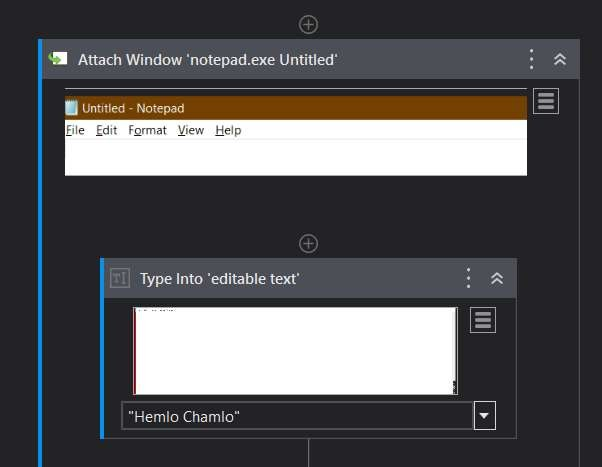 Attach Window 'notepad.exe Untitled'
Untitled - Notepad
File Edit Format View Help
Type Into 'editable text'
"Hemlo Chamlo"